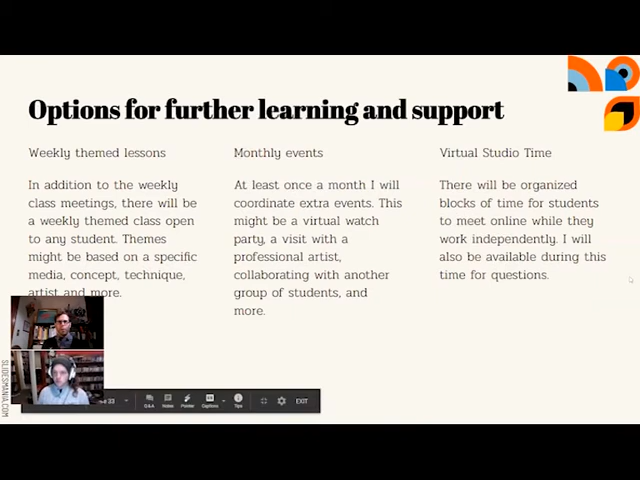 Options for further learning and support
Weekly themed lessons
In addition to the weekly
class meetings, there will be
a weekly themed class open
to any student. Themes
might be based on a specific
media, concept, technique,
artist and more.
Monthly events
At least once a month I will
coordinate extra events. This
might be a virtual watch
party, a visit with a
professional artist,
collaborating with another
group of students, and
more.
Virtual Studio Time
There will be organized
blocks of time for students
to meet online while they
work independently. I will
also be available during this
time for questions.
SLIDESMANIA.COM
33
Q&A
Home
Pointer
Captions
Tips
EXIT